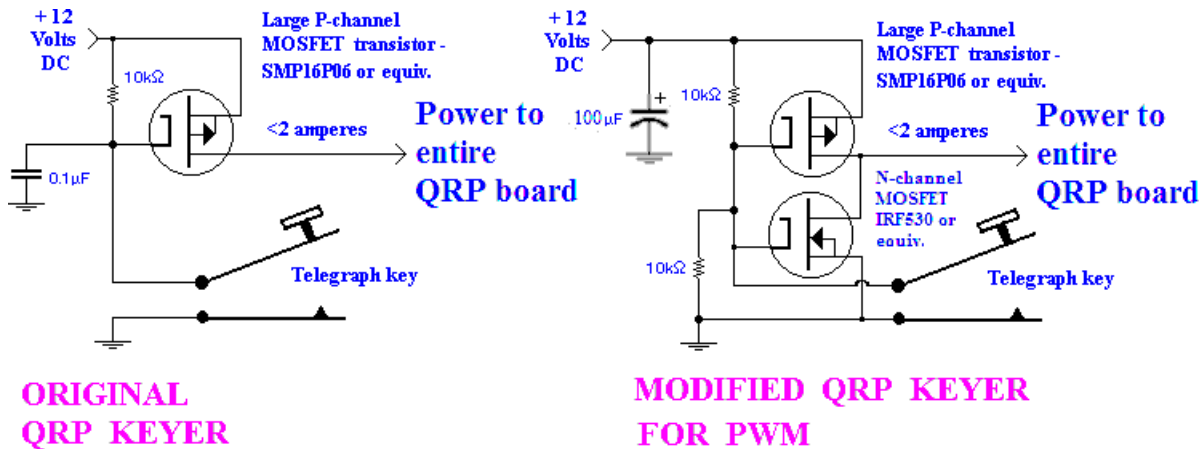 + 12
Volts
DC
Large P-channel
MOSFET transistor -
SMP16P06 or equiv.
10kΩ
<2 amperes
Power to
entire
QRP board
0.1µF
Telegraph key
ORIGINAL
QRP KEYER
+ 12
Volts
DC
Large P-channel
MOSFET transistor -
SMP16P06 or equiv.
10kΩ
+
100µF
<2 amperes
Power to
entire
QRP board
N-channel
MOSFET
IRF530 or
equiv.
10kΩ
Telegraph key
MODIFIED QRP KEYER
FOR PWM